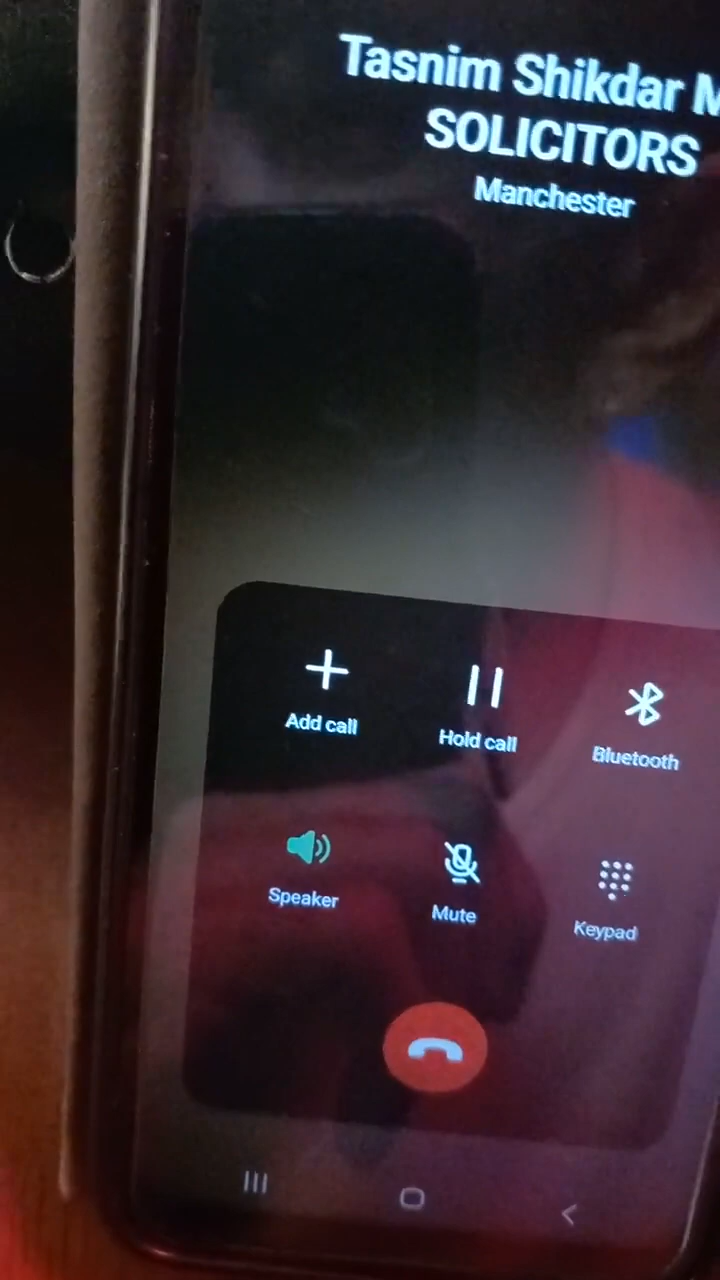 Tasnim Shikdar M
SOLICITORS
Manchester
Add call
Hold call
Bluetooth
Speaker
Mute
Keypad